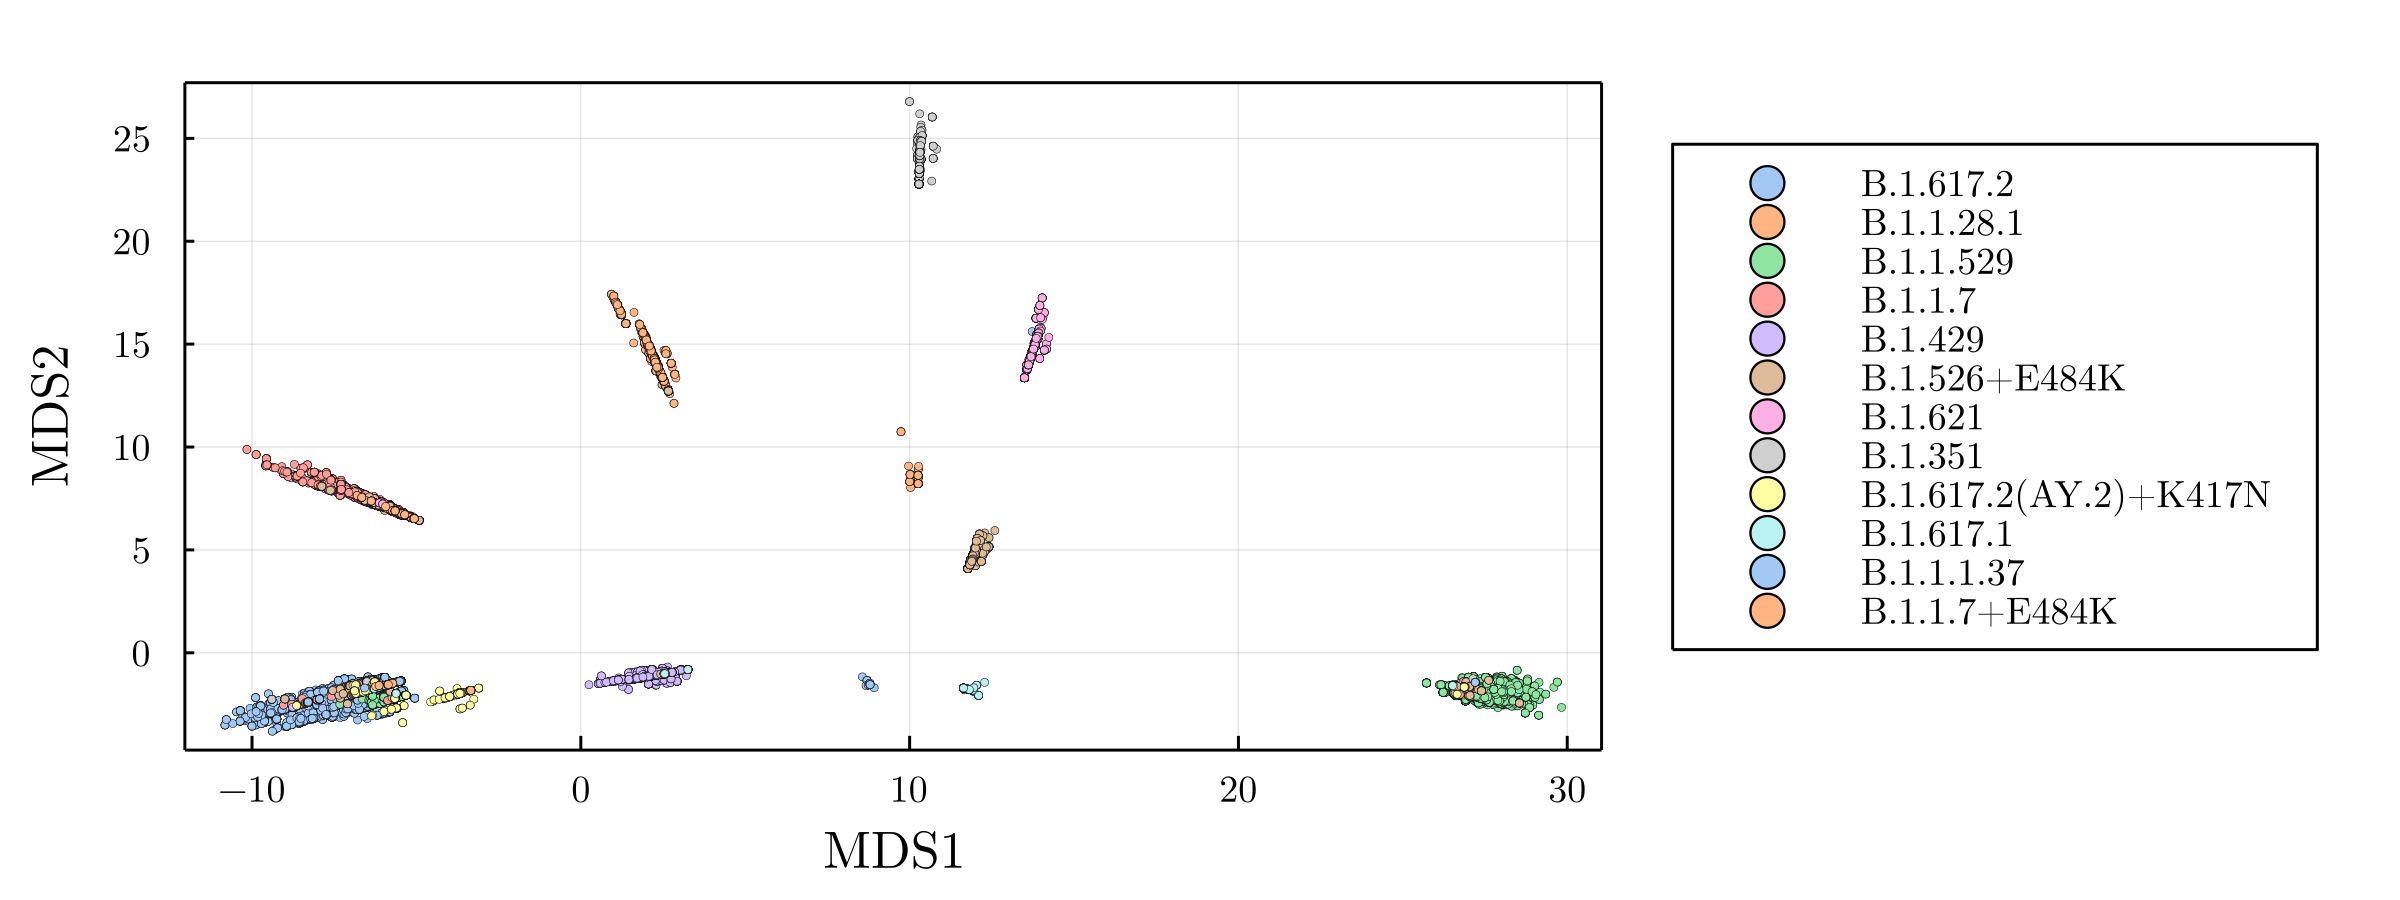 25
20
15
10
5
0
MDS2
−10 0 10 20 30
MDS1
B.1.617.2
B.1.1.28.1
B.1.1.529
B.1.1.7
B.1.429
B.1.526+E484K
B.1.621
B.1.351
B.1.617.2(AY.2)+K417N
B.1.617.1
B.1.1.1.37
B.1.1.7+E484K